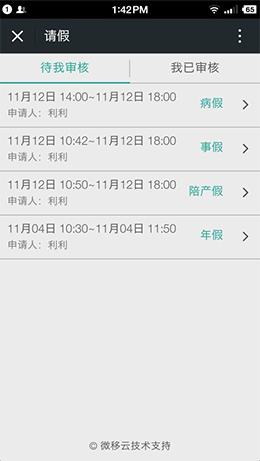 1 1:42 PM 65
请假
待我审核 我已审核
11月12日 14:00~11月12日 18:00 病假
申请人：利利
11月12日 10:42~11月12日 18:00 事假
申请人：利利
11月12日 10:50~11月12日 18:00 陪产假
申请人：利利
11月04日 10:30~11月04日 11:50 年假
申请人：利利
© 微移云技术支持